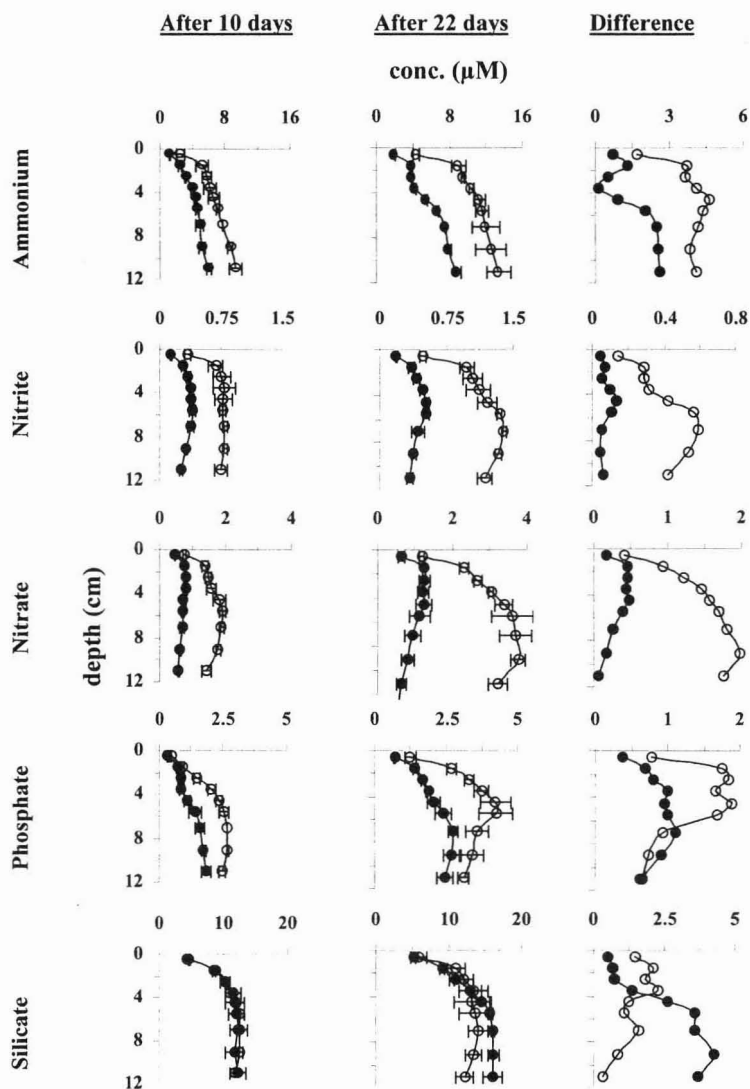 After 10 days After 22 days Difference
conc. (µM)
0 8 16 0 8 16 0 3 6
Ammonium
0
4
8
12
0 0.75 1.5 0 0.75 1.5 0 0.4 0.8
Nitrite
0
4
8
12
0 2 4 0 2 4 0 1 2
Nitrate
0
4
8
12
depth (cm)
0 2.5 5 0 2.5 5 0 1 2
Phosphate
0
4
8
12
0 10 20 0 10 20 0 2.5 5
Silicate
0
4
8
12